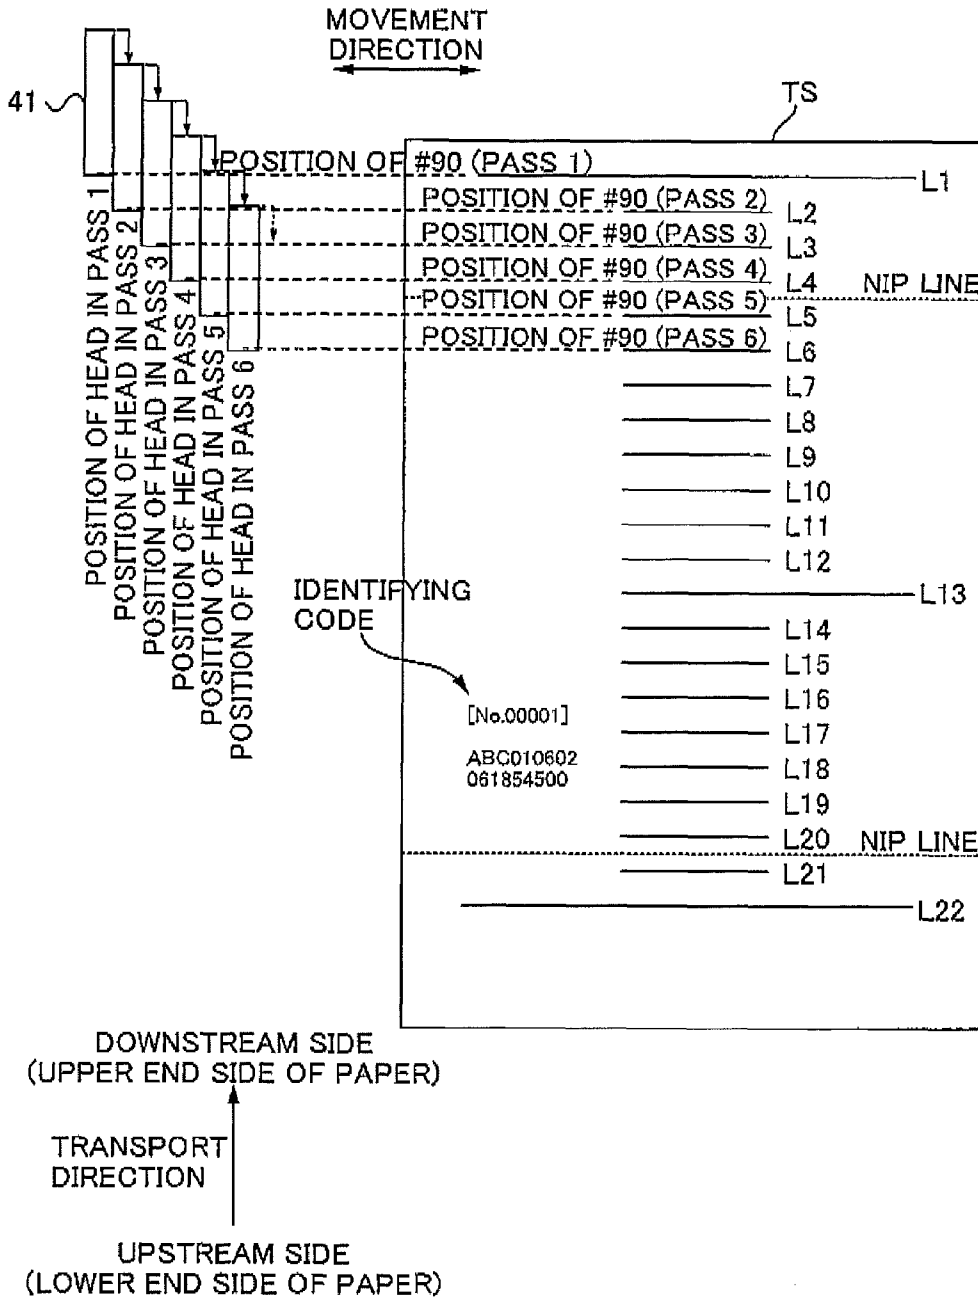 MOVEMENT
DIRECTION
41
TS
POSITION OF #90 (PASS 1)
L1
POSITION OF #90 (PASS 2)
L2
POSITION OF #90 (PASS 3)
L3
POSITION OF #90 (PASS 4)
L4
NIP LINE
POSITION OF #90 (PASS 5)
L5
POSITION OF #90 (PASS 6)
L6
L7
L8
L9
L10
L11
L12
L13
L14
L15
L16
L17
L18
L19
L20
NIP LINE
L21
L22
POSITION OF HEAD IN PASS 1
POSITION OF HEAD IN PASS 2
POSITION OF HEAD IN PASS 3
POSITION OF HEAD IN PASS 4
POSITION OF HEAD IN PASS 5
POSITION OF HEAD IN PASS 6
IDENTIFYING
CODE
[No.00001]
ABC010602
061854500
DOWNSTREAM SIDE
(UPPER END SIDE OF PAPER)
TRANSPORT
DIRECTION
UPSTREAM SIDE
(LOWER END SIDE OF PAPER)